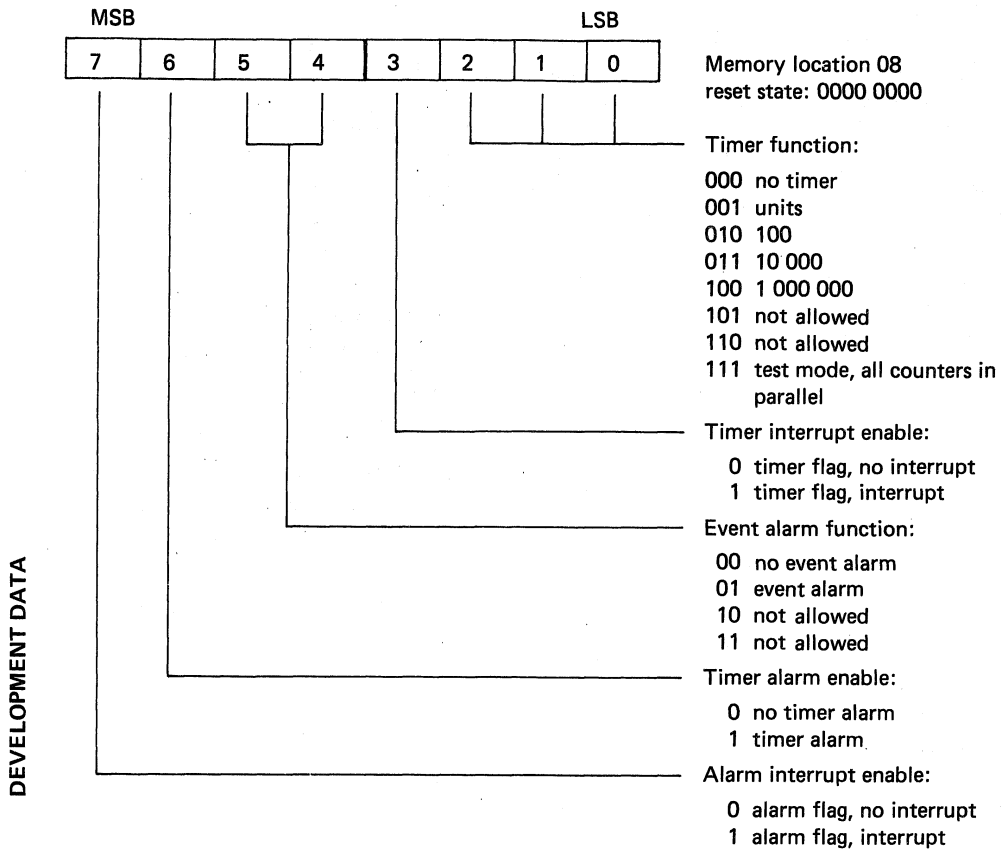 MSB LSB
7 6 5 4 3 2 1 0
Memory location 08
reset state: 0000 0000
Timer function:
000 no timer
001 units
010 100
011 10 000
100 1 000 000
101 not allowed
110 not allowed
111 test mode, all counters in
parallel
Timer interrupt enable:
0 timer flag, no interrupt
1 timer flag, interrupt
Event alarm function:
00 no event alarm
01 event alarm
10 not allowed
11 not allowed
Timer alarm enable:
0 no timer alarm
1 timer alarm
Alarm interrupt enable:
0 alarm flag, no interrupt
1 alarm flag, interrupt
DEVELOPMENT DATA